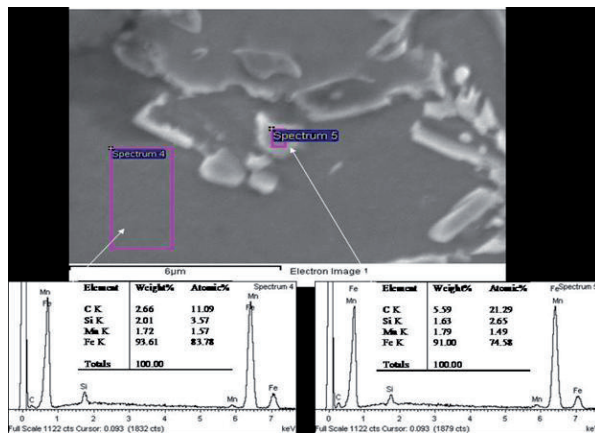 Spectrum 5
Spectrum 4
6µm
Electron Image 1
Element Weight% Atomic%
C K 2.66 11.09
Si K 2.01 3.57
Mn K 1.72 1.57
Fe K 93.61 83.78
Totals 100.00
Spectrum 4
Mn
Fe
Mn
Fe
C
Si
Mn
Fe
0 1 2 3 4 5 6 7
Full Scale 1122 cts Cursor: 0.093 (1832 cts) keV
Element Weight% Atomic%
C K 5.59 21.29
Si K 1.63 2.65
Mn K 1.79 1.49
Fe K 91.00 74.58
Totals 100.00
Spectrum 5
Fe
Mn
Fe
Mn
C
Si
Mn
Fe
0 1 2 3 4 5 6 7
Full Scale 1122 cts Cursor: 0.093 (1879 cts) keV